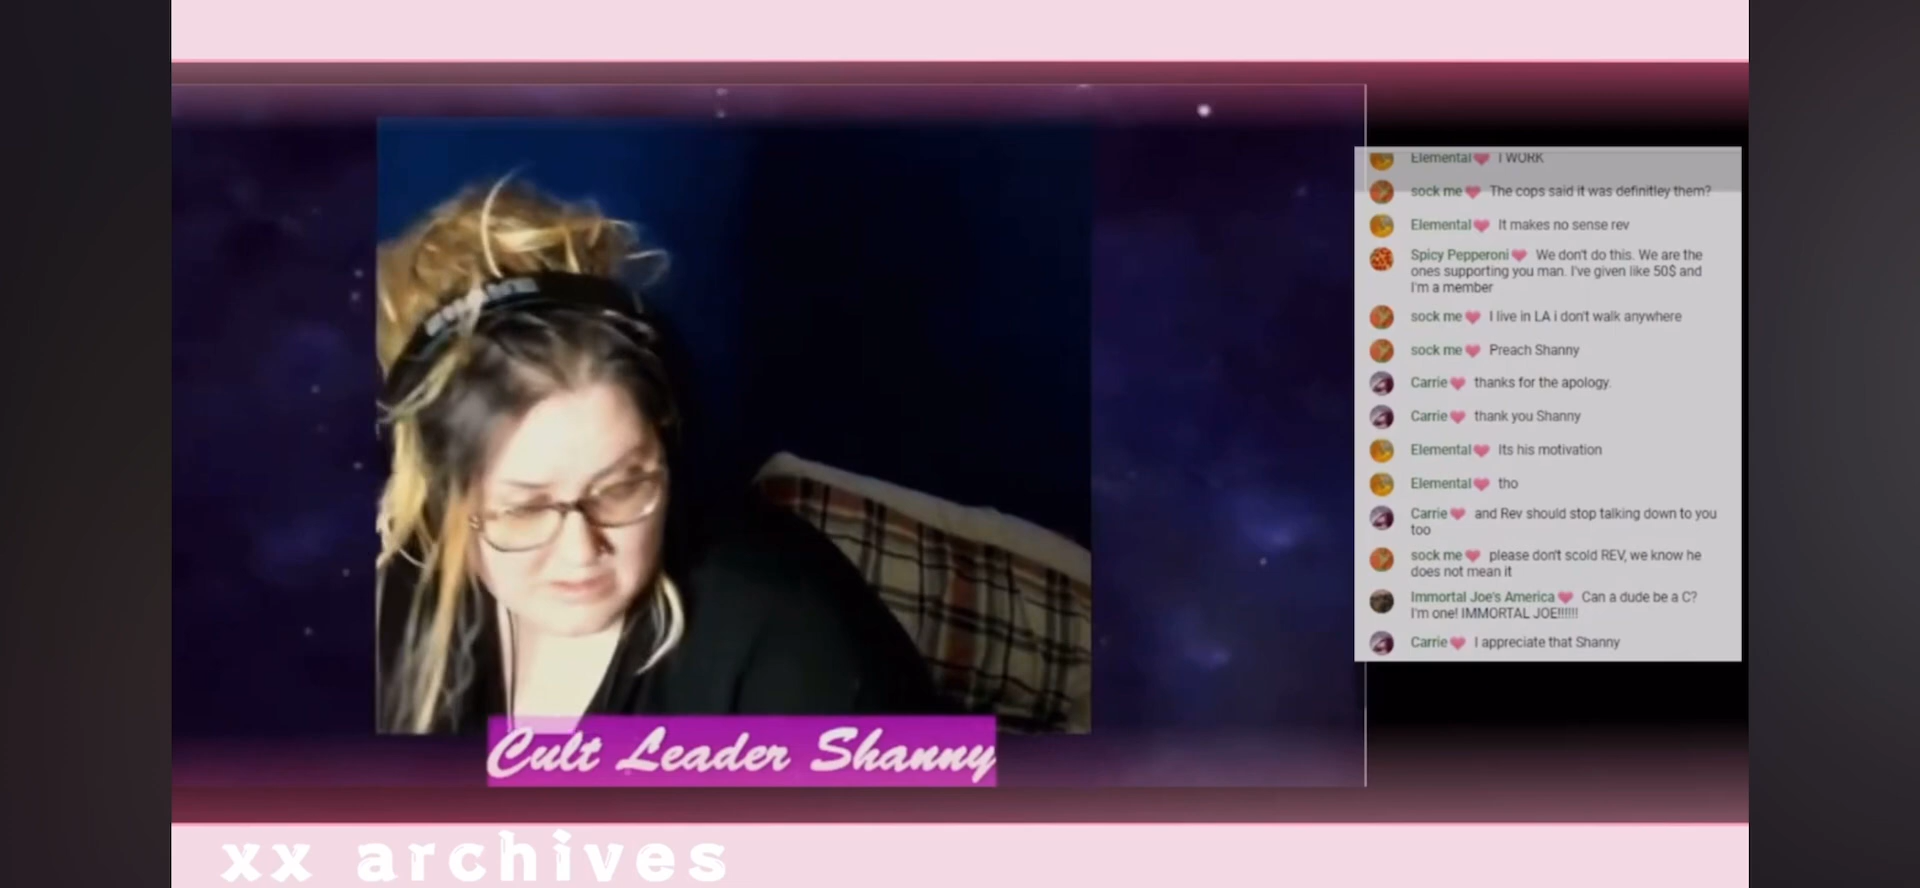 Elemental I WORK
sock me The cops said it was definitley them?
Elemental It makes no sense rev
Spicy Pepperoni We don't do this. We are the
ones supporting you man. I've given like 50$ and
I'm a member
sock me I live in LA i don't walk anywhere
sock me Preach Shanny
Carrie thanks for the apology.
Carrie thank you Shanny
Elemental Its his motivation
Elemental tho
Carrie and Rev should stop talking down to you
too
sock me please don't scold REV, we know he
does not mean it
Immortal Joe's America Can a dude be a C?
I'm one! IMMORTAL JOE!!!!!!
Carrie I appreciate that Shanny
Cult Leader Shanny
xx archives